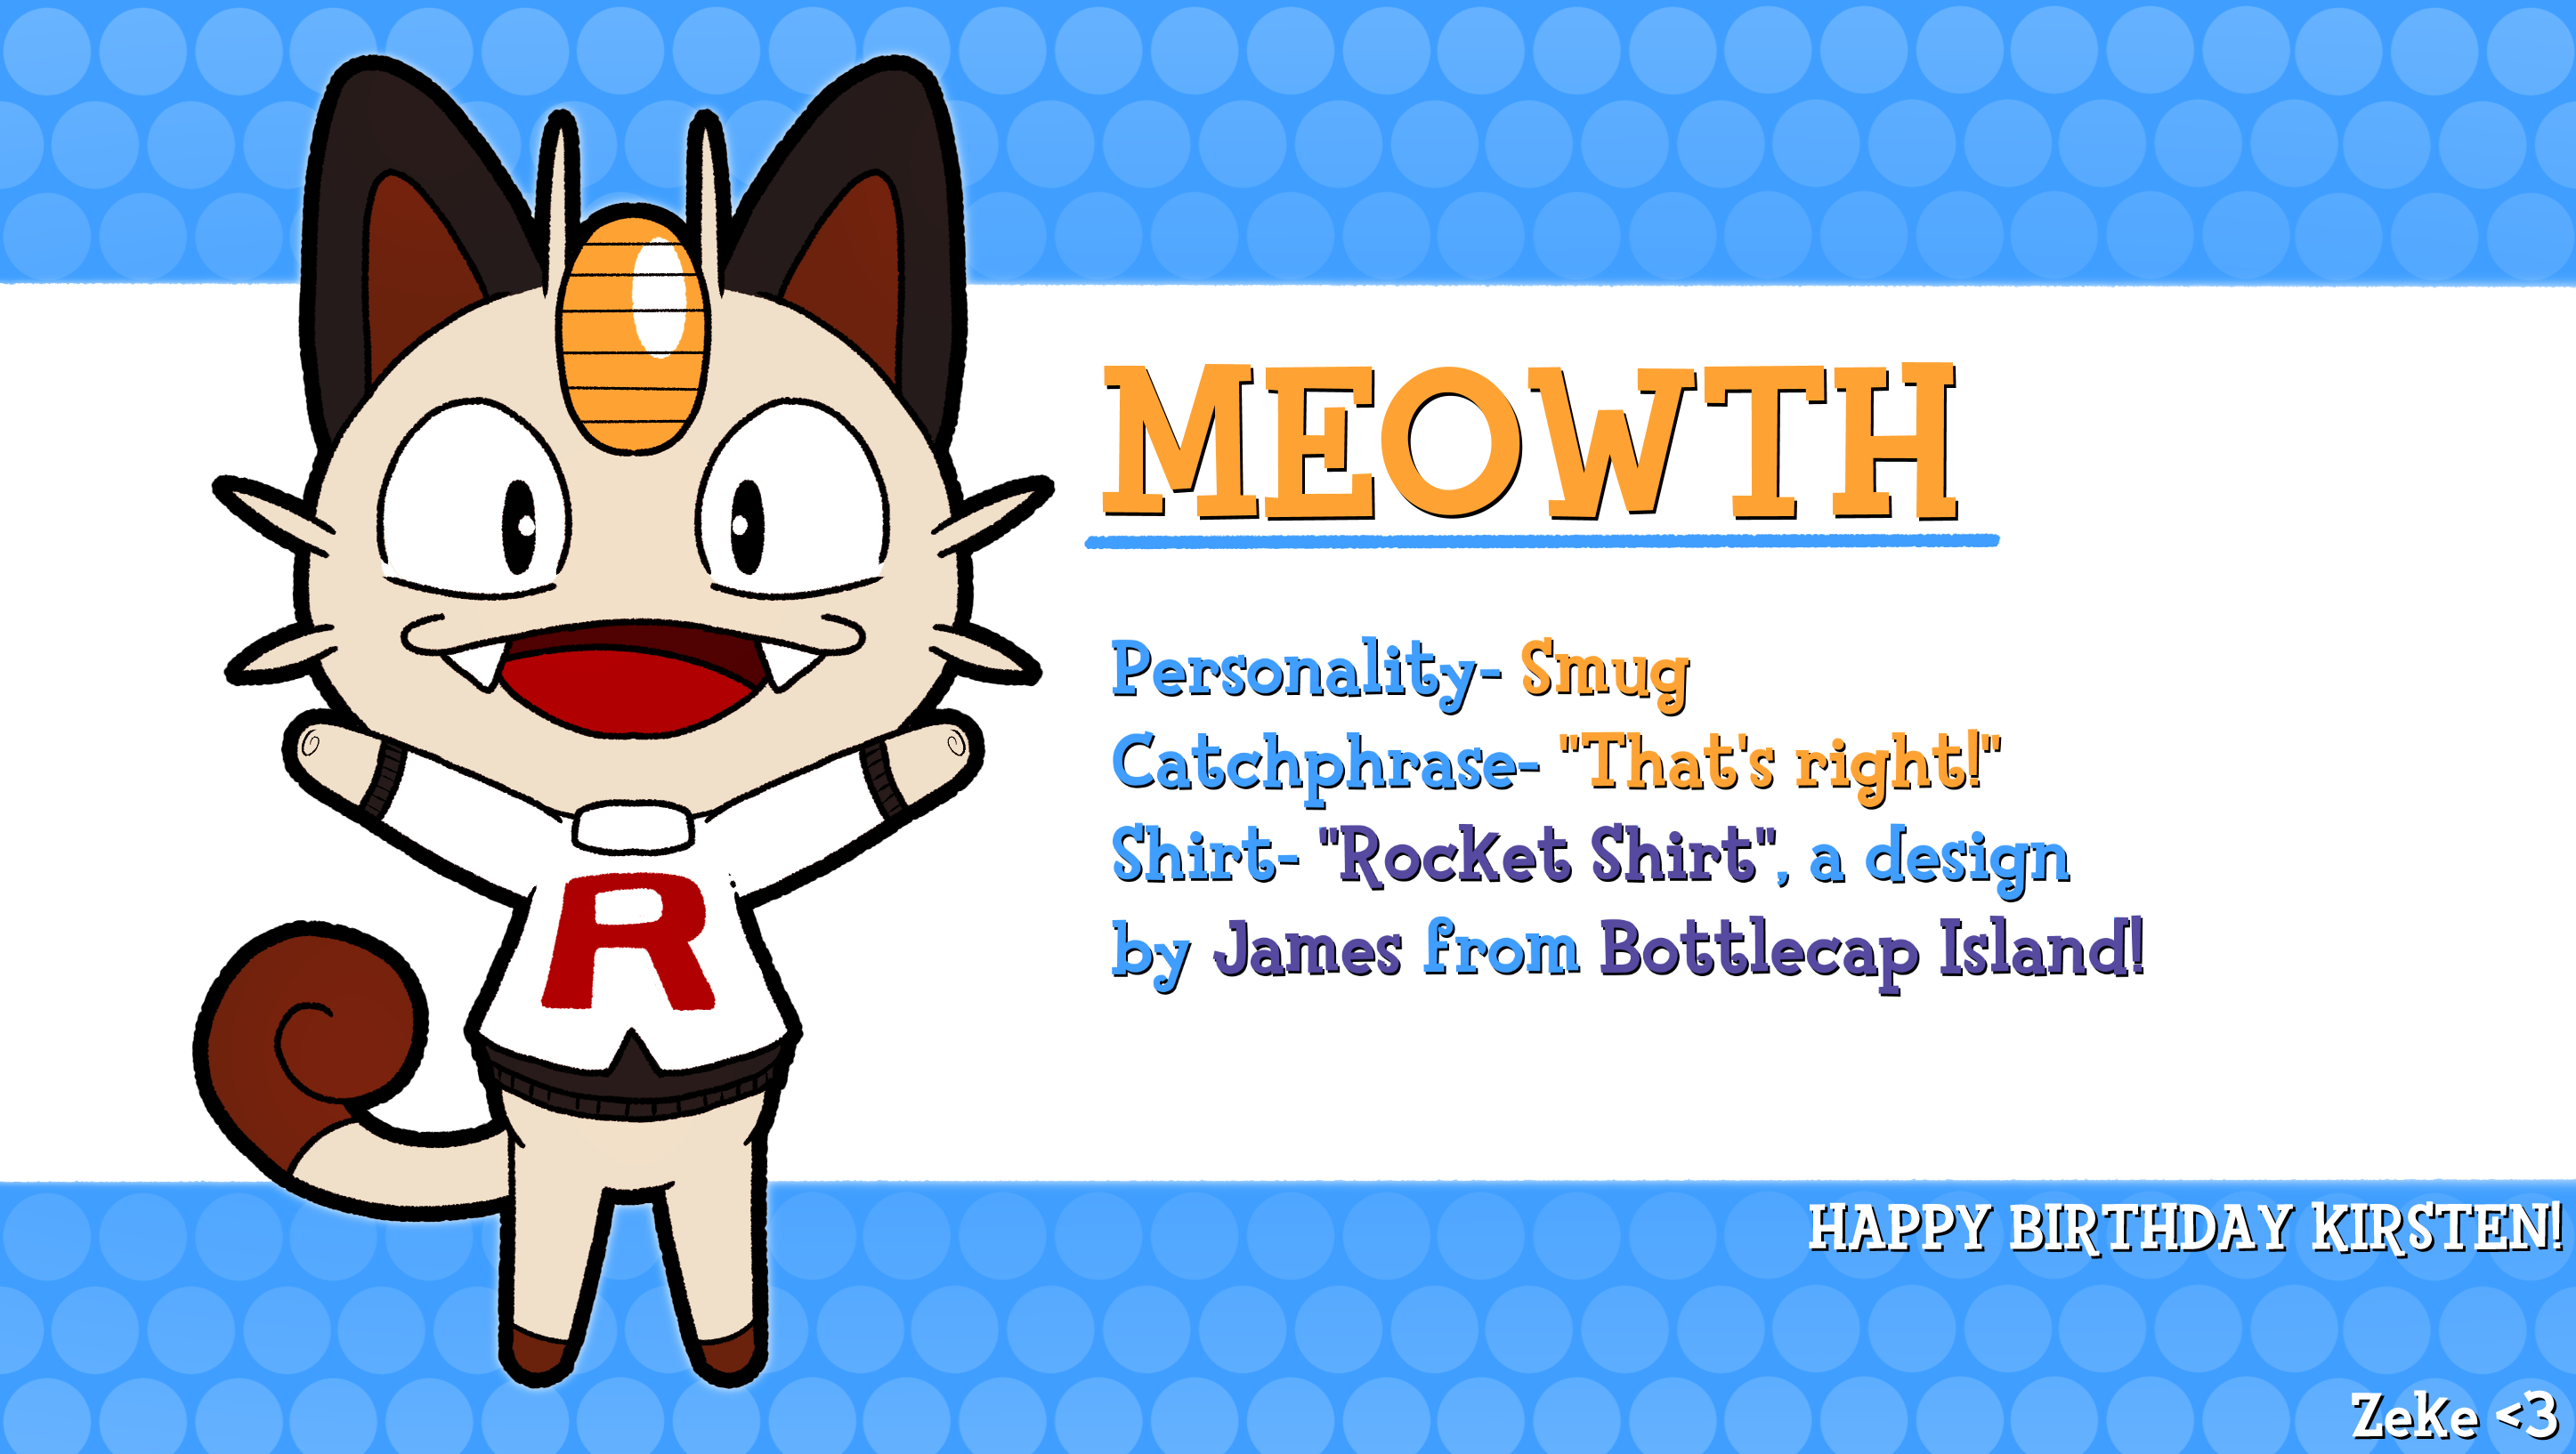 MEOWTH
Personality- Smug
Catchphrase- "That's right!"
Shirt- "Rocket Shirt", a design
by James from Bottlecap Island!
R
HAPPY BIRTHDAY KIRSTEN!
Zeke <3